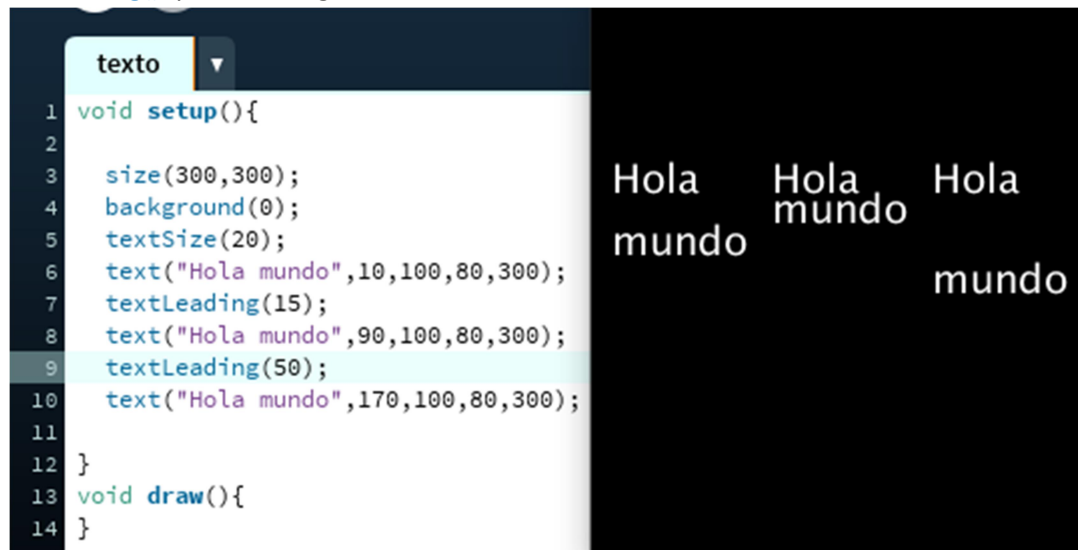 texto
1 void setup(){
2
3 size(300,300);
4 background(0);
5 textSize(20);
6 text("Hola mundo",10,100,80,300);
7 textLeading(15);
8 text("Hola mundo",90,100,80,300);
9 textLeading(50);
10 text("Hola mundo",170,100,80,300);
11
12 }
13 void draw(){
14 }
Hola
mundo
Hola
mundo
Hola
mundo